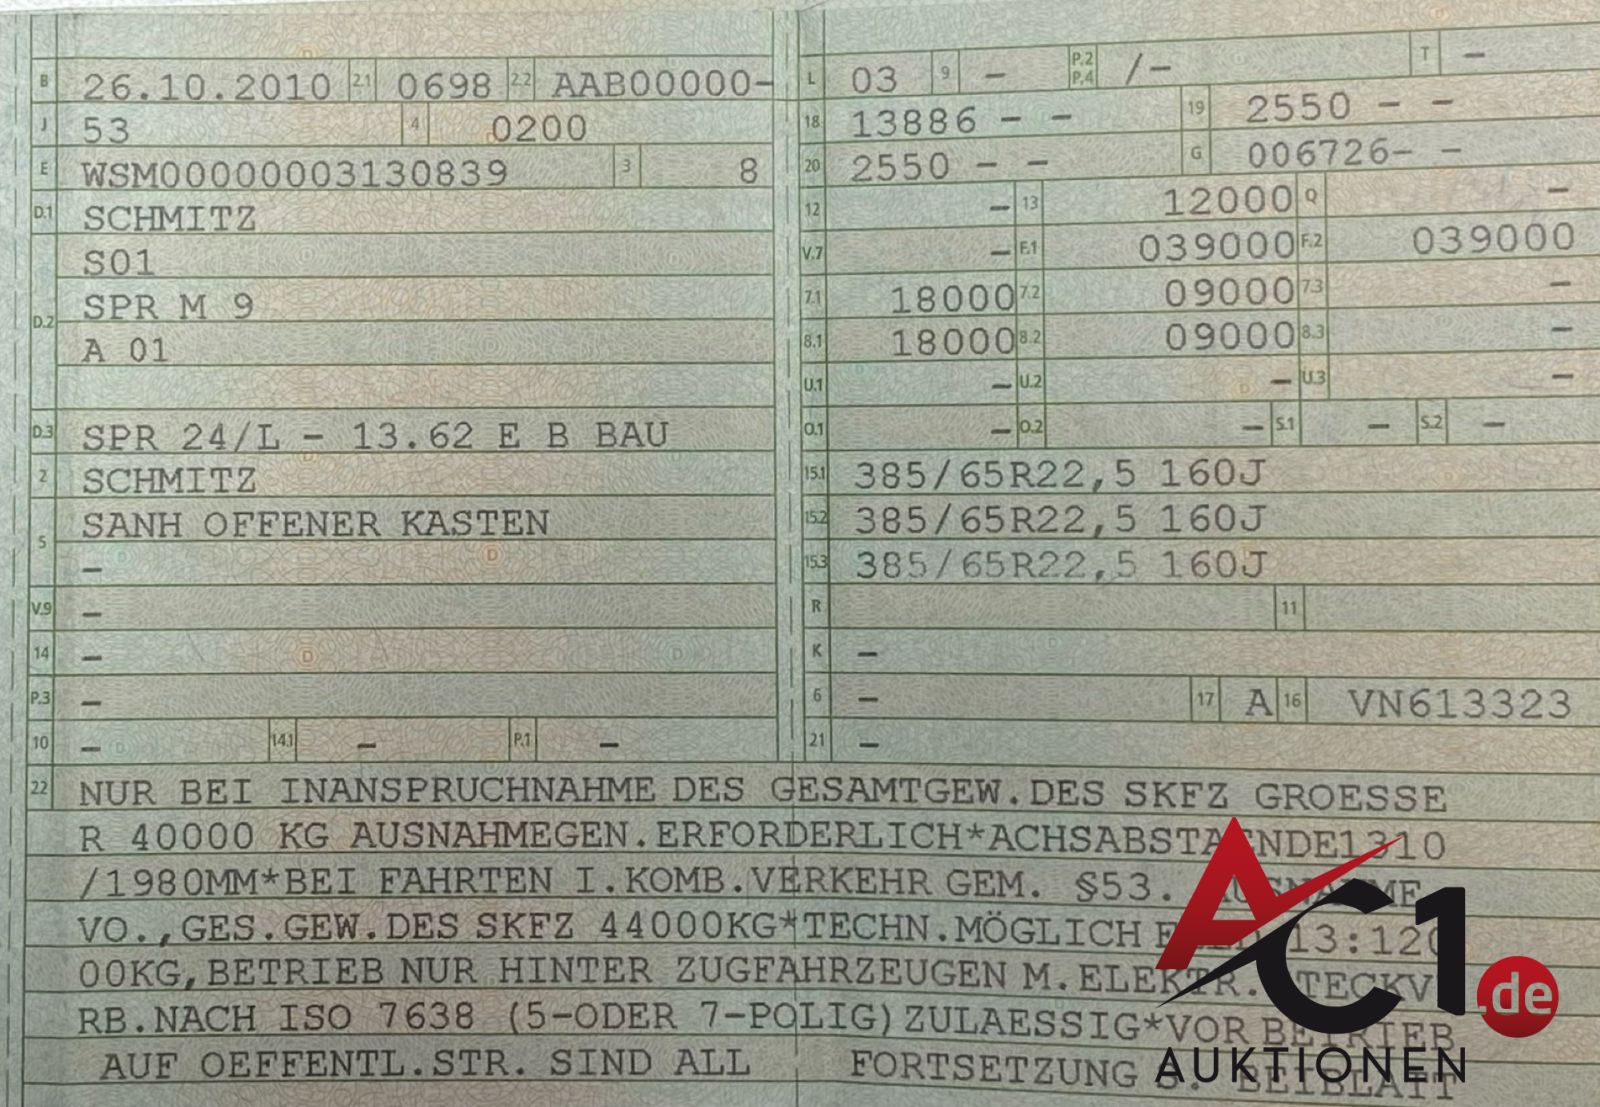 B 26.10.2010 2.1 0698 2.2 AAB00000-
J 53 4 0200
E WSM00000003130839 3 8
D.1 SCHMITZ
S01
D.2 SPR M 9
A 01
D.3 SPR 24/L - 13.62 E B BAU
2 SCHMITZ
5 SANH OFFENER KASTEN
-
V.9 -
14 -
P.3 -
10 - 14.1 - P.1 -
L 03 9 - P.2 P.4 /- T -
18 13886 - - 19 2550 - -
20 2550 - - G 006726- -
12 - 13 12000 Q -
V.7 - F.1 039000 F.2 039000
7.1 18000 7.2 09000 7.3 -
8.1 18000 8.2 09000 8.3 -
U.1 - U.2 - U.3 -
O.1 - O.2 - S.1 - S.2 -
15.1 385/65R22,5 160J
15.2 385/65R22,5 160J
15.3 385/65R22,5 160J
R 11
K -
6 - 17 A 16 VN613323
21 -
22 NUR BEI INANSPRUCHNAHME DES GESAMTGEW.DES SKFZ GROESSE
R 40000 KG AUSNAHMEGEN.ERFORDERLICH*ACHSABSTAENDE1310
/1980MM*BEI FAHRTEN I.KOMB.VERKEHR GEM. §53. AUSNAHME
VO.,GES.GEW.DES SKFZ 44000KG*TECHN.MÖGLICH 13:120
00KG,BETRIEB NUR HINTER ZUGFAHRZEUGEN M.ELEKTR. STECKV
RB.NACH ISO 7638 (5-ODER 7-POLIG)ZULAESSIG*VOR BETRIEB
AUF OEFFENTL.STR. SIND ALL FORTSETZUNG S. BEIBLATT
AC1.de
AUKTIONEN